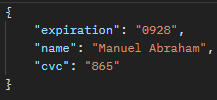 {
    "expiration": "0928",
    "name": "Manuel Abraham",
    "cvc": "865"
}